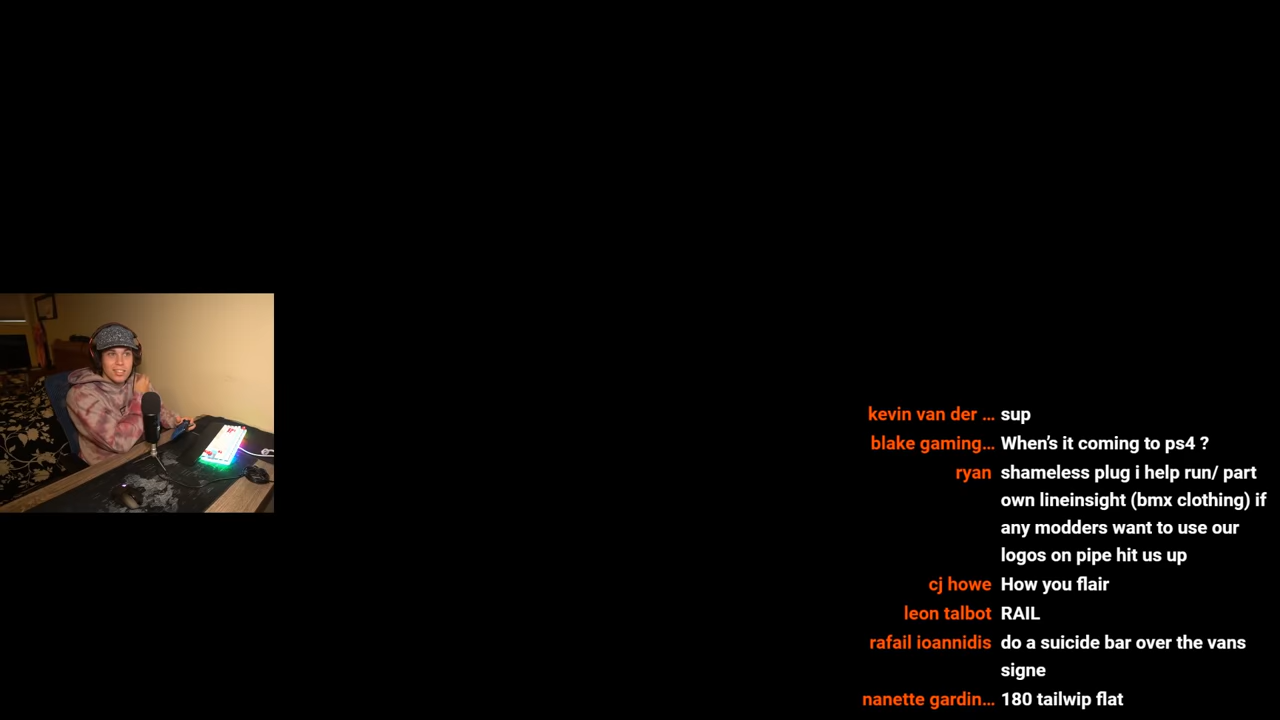 kevin van der … sup
blake gaming… When's it coming to ps4 ?
ryan shameless plug i help run/ part
own lineinsight (bmx clothing) if
any modders want to use our
logos on pipe hit us up
cj howe How you flair
leon talbot RAIL
rafail ioannidis do a suicide bar over the vans
signe
nanette gardin… 180 tailwip flat